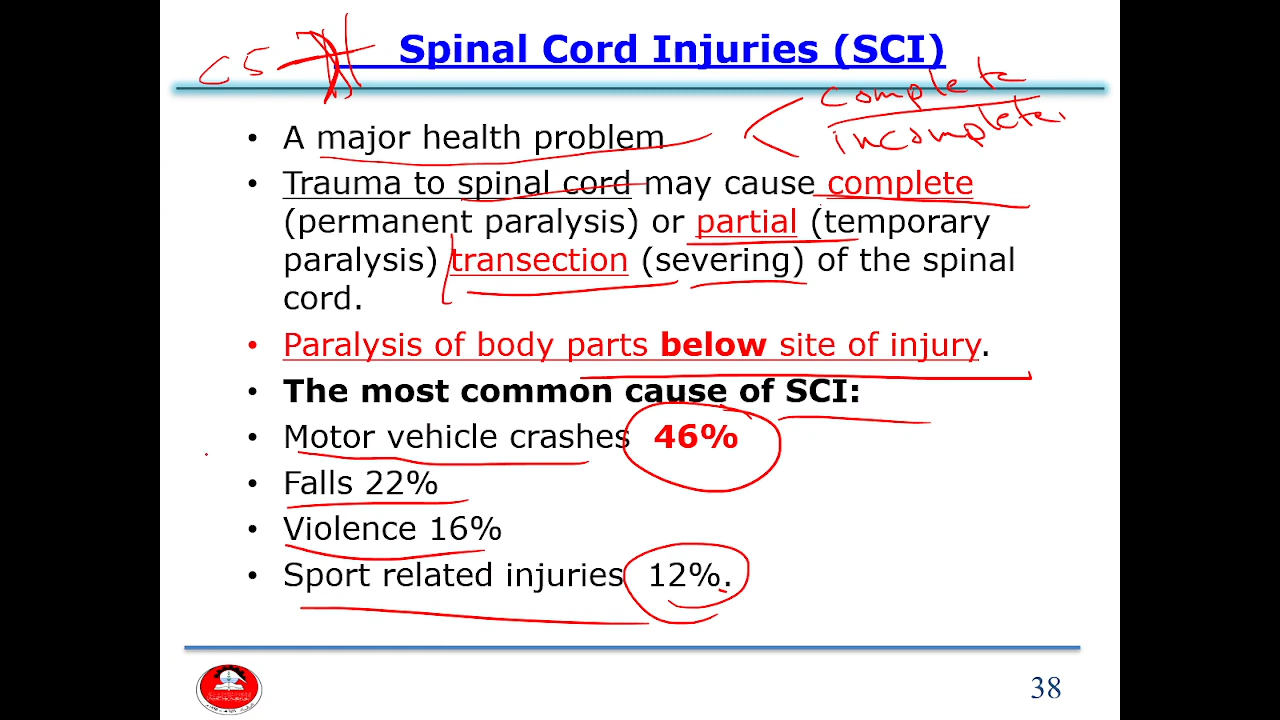 C5
Spinal Cord Injuries (SCI)
complete
incomplete
• A major health problem
• Trauma to spinal cord may cause complete
(permanent paralysis) or partial (temporary
paralysis) transection (severing) of the spinal
cord.
• Paralysis of body parts below site of injury.
• The most common cause of SCI:
• Motor vehicle crashes 46%
• Falls 22%
• Violence 16%
• Sport related injuries 12%.
38